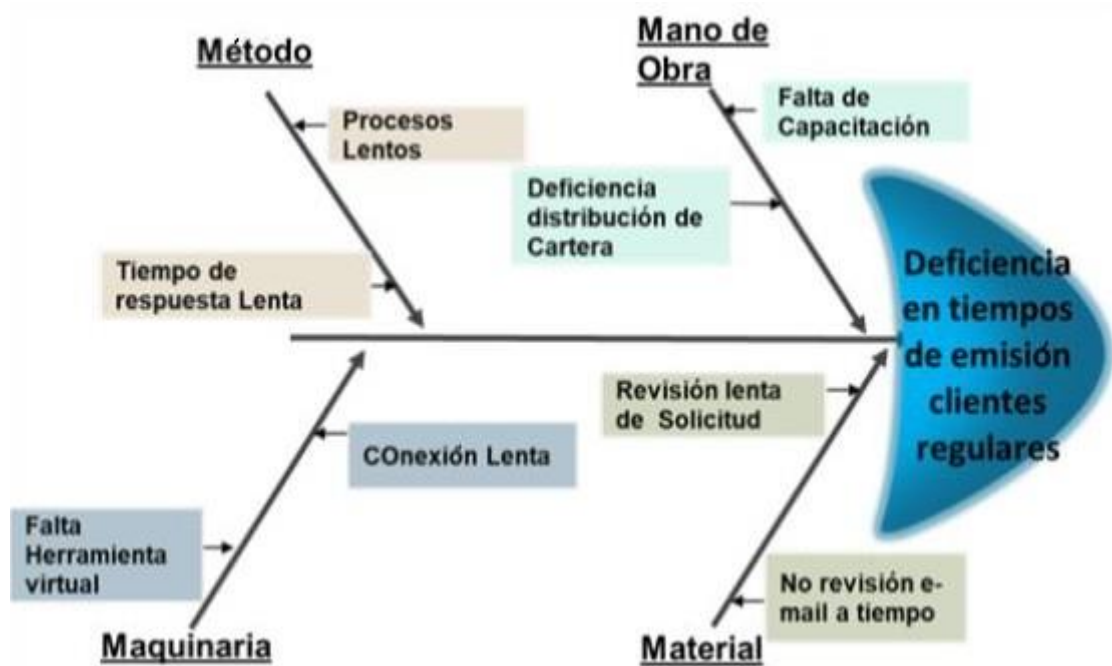 Método
Mano de
Obra
Procesos
Lentos
Falta de
Capacitación
Deficiencia
distribución de
Cartera
Tiempo de
respuesta Lenta
Deficiencia
en tiempos
de emisión
clientes
regulares
Revisión lenta
de Solicitud
COnexión Lenta
Falta
Herramienta
virtual
No revisión e-
mail a tiempo
Maquinaria
Material